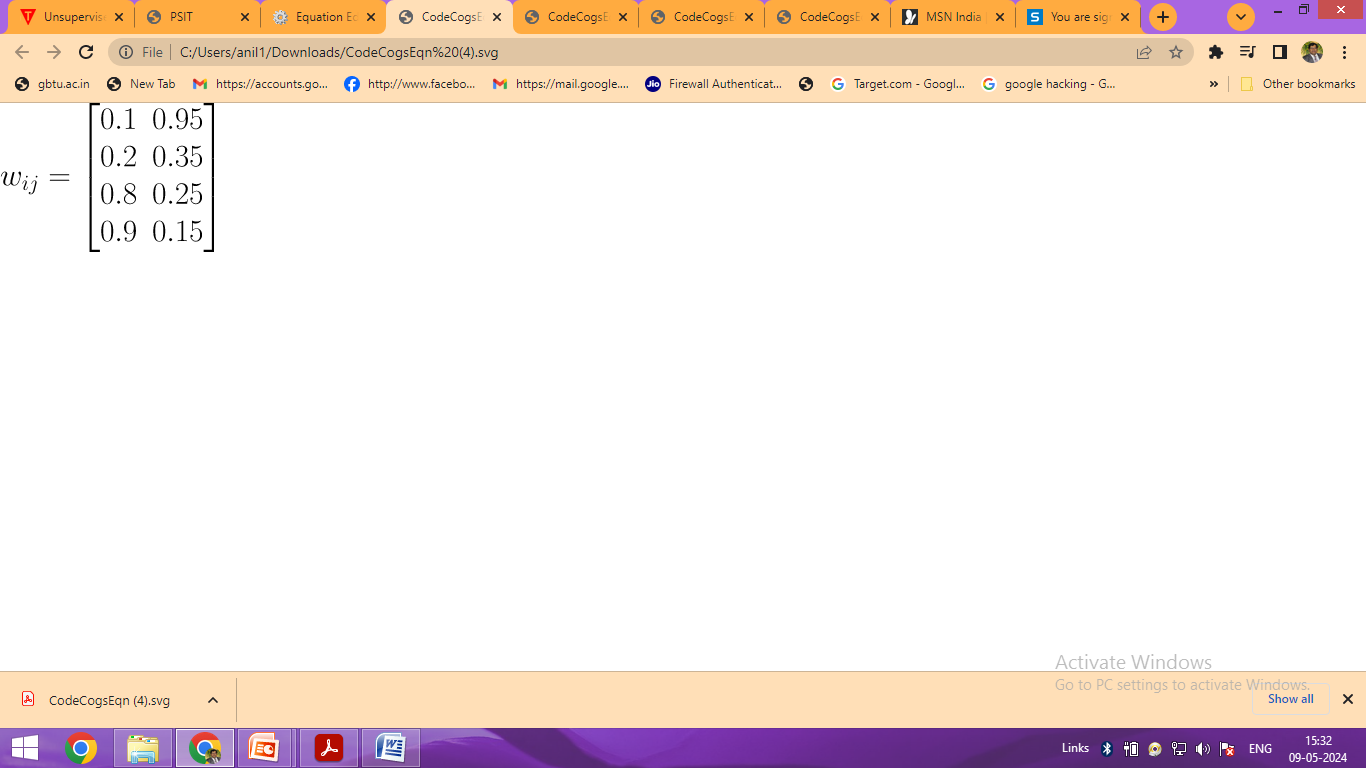 Unsupervis
PSIT
Equation Ed
CodeCogsE
CodeCogsE
CodeCogsE
CodeCogsE
MSN India
You are sig
File
C:/Users/anil1/Downloads/CodeCogsEqn%20(4).svg
gbtu.ac.in
New Tab
https://accounts.go...
http://www.facebo...
https://mail.google....
Jio
Firewall Authenticat...
Target.com - Googl...
google hacking - G...
»
Other bookmarks
w_{ij} =
0.1 0.95
0.2 0.35
0.8 0.25
0.9 0.15
Activate Windows
Go to PC settings to activate Windows.
CodeCogsEqn (4).svg
Show all
Links
ENG
15:32
09-05-2024